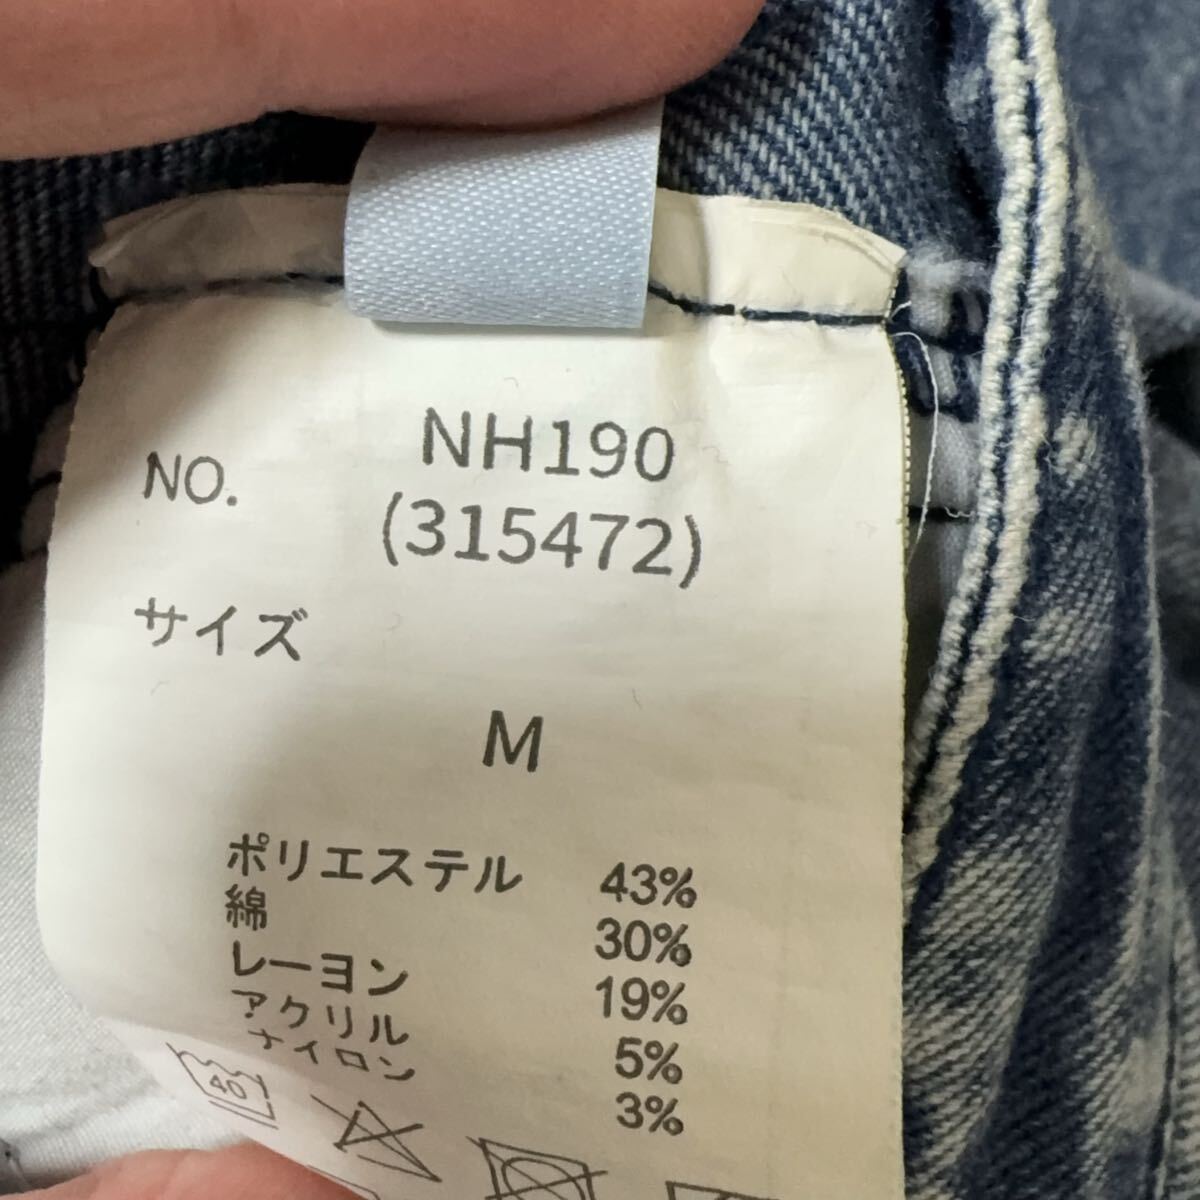 NO. NH190
(315472)
サイズ
M
ポリエステル 43%
綿 30%
レーヨン 19%
アクリル 5%
ナイロン 3%
40